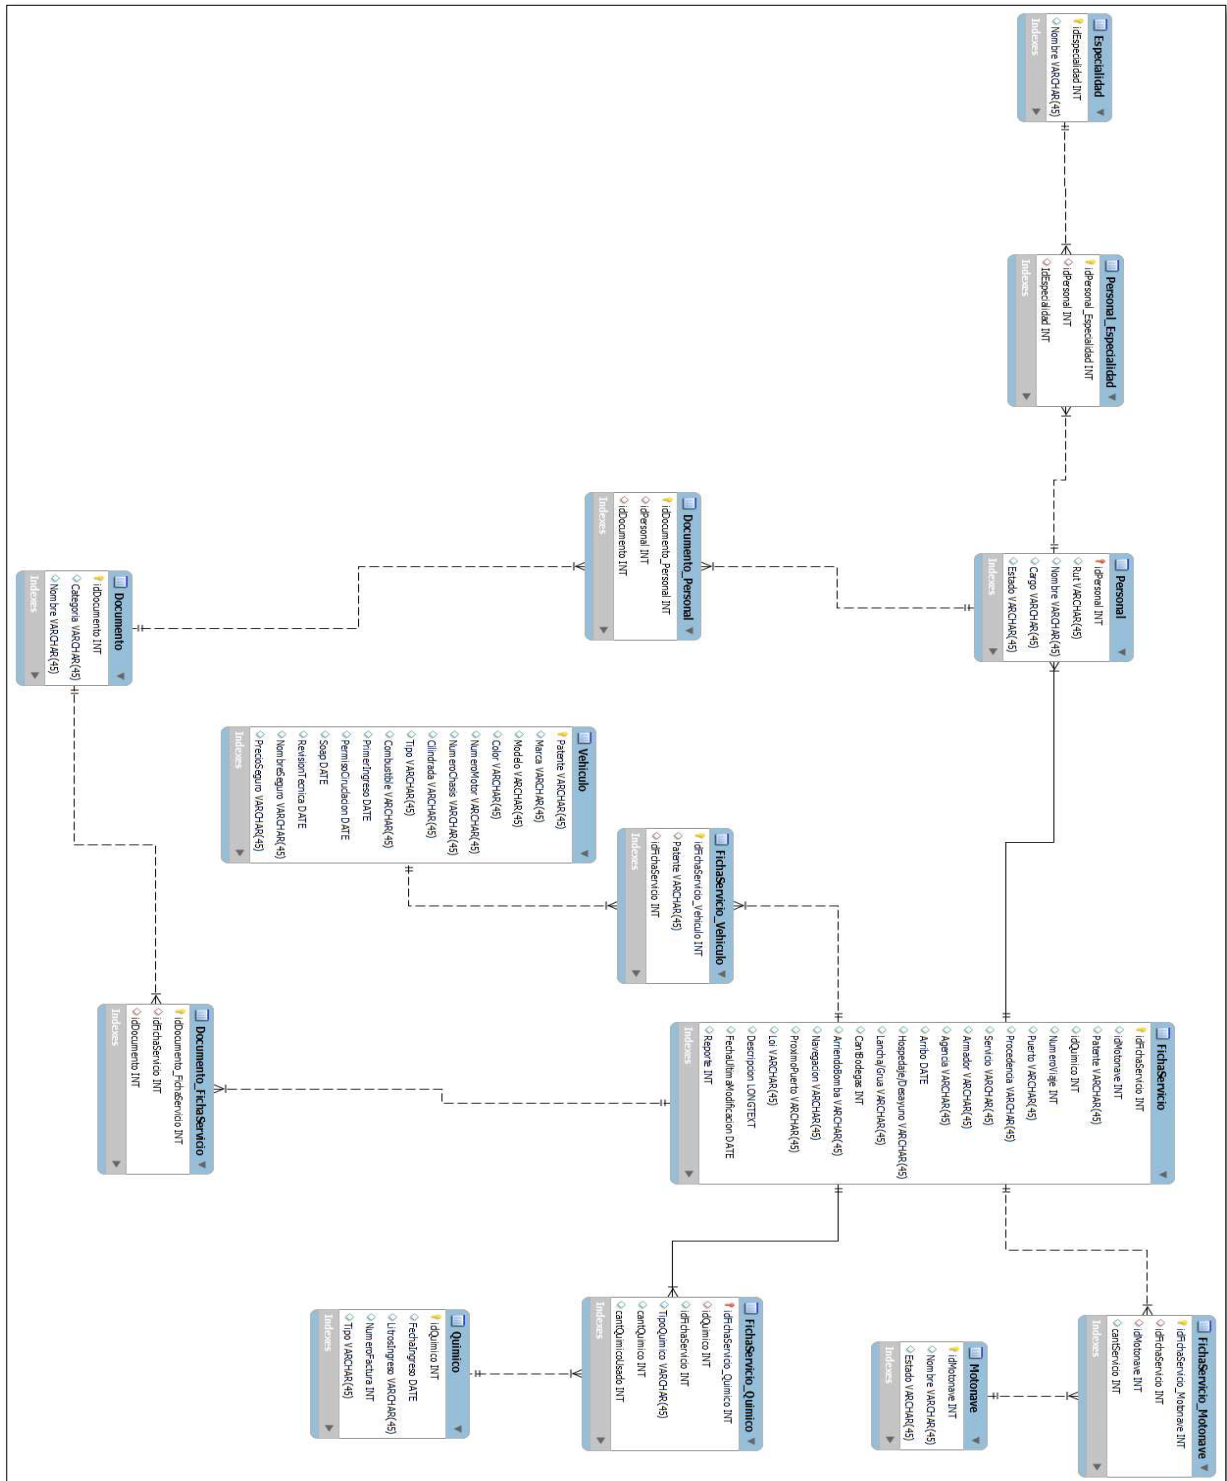 Especialidad
idEspecialidad INT
Nombre VARCHAR(45)
Indexes
Personal_Especialidad
idPersonal_Especialidad INT
idPersonal INT
IdEspecialidad INT
Indexes
Personal
idPersonal INT
Rut VARCHAR(45)
Nombre VARCHAR(45)
Cargo VARCHAR(45)
Estado VARCHAR(45)
Indexes
Documento_Personal
idDocumento_Personal INT
idPersonal INT
idDocumento INT
Indexes
Documento
idDocumento INT
Categoria VARCHAR(45)
Nombre VARCHAR(45)
Indexes
Vehiculo
Patente VARCHAR(45)
Marca VARCHAR(45)
Modelo VARCHAR(45)
Color VARCHAR(45)
NumeroMotor VARCHAR(45)
NumeroChasis VARCHAR(45)
Cilindrada VARCHAR(45)
Tipo VARCHAR(45)
Combustible VARCHAR(45)
PrimerIngreso DATE
PermisoCiruclacion DATE
Soap DATE
RevisionTecnica DATE
NombreSeguro VARCHAR(45)
PrecioSeguro VARCHAR(45)
Indexes
FichaServicio_Vehiculo
idFichaServicio_Vehiculo INT
Patente VARCHAR(45)
idFichaServicio INT
Indexes
FichaServicio
idFichaServicio INT
idMotonave INT
Patente VARCHAR(45)
idQuimico INT
NumeroViaje INT
Puerto VARCHAR(45)
Procedencia VARCHAR(45)
Servicio VARCHAR(45)
Armador VARCHAR(45)
Agencia VARCHAR(45)
Arribo DATE
Hospedaje/Desayuno VARCHAR(45)
Lancha/Grua VARCHAR(45)
CantBodegas INT
ArriendoBomba VARCHAR(45)
Navegacion VARCHAR(45)
ProximoPuerto VARCHAR(45)
Loi VARCHAR(45)
Descripcion LONGTEXT
FechaUltimaModificacion DATE
Reporte INT
Indexes
Documento_FichaServicio
idDocumento_FichaServicio INT
idFichaServicio INT
idDocumento INT
Indexes
FichaServicio_Motonave
idFichaServicio_Motonave INT
idFichaServicio INT
idMotonave INT
cantServicio INT
Indexes
Motonave
idMotonave INT
Nombre VARCHAR(45)
Estado VARCHAR(45)
Indexes
FichaServicio_Quimico
idFichaServicio_Quimico INT
idQuimico INT
idFichaServicio INT
TipoQuimico VARCHAR(45)
cantQuimico INT
cantQuimicoUsado INT
Indexes
Quimico
idQuimico INT
FechaIngreso DATE
LitrosIngreso VARCHAR(45)
NumeroFactura INT
Tipo VARCHAR(45)
Indexes